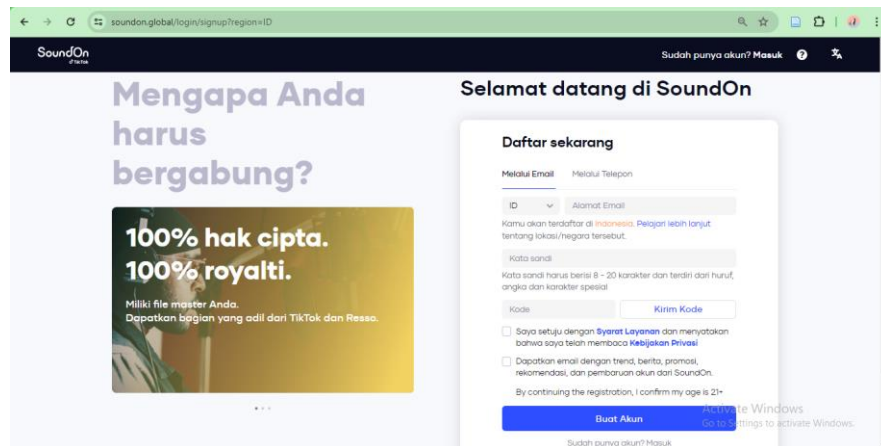 soundon.global/login/signup?region=ID
SoundOn
Sudah punya akun? Masuk
Mengapa Anda
harus
bergabung?
100% hak cipta.
100% royalti.
Miliki file master Anda.
Dapatkan bagian yang adil dari TikTok dan Resso.
Selamat datang di SoundOn
Daftar sekarang
Melalui Email Melalui Telepon
ID Alamat Email
Kamu akan terdaftar di Indonesia. Pelajari lebih lanjut
tentang lokasi/negara tersebut.
Kata sandi
Kata sandi harus berisi 8 - 20 karakter dan terdiri dari huruf,
angka dan karakter spesial
Kode Kirim Kode
Saya setuju dengan Syarat Layanan dan menyatakan
bahwa saya telah membaca Kebijakan Privasi
Dapatkan email dengan trend, berita, promosi,
rekomendasi, dan pembaruan akun dari SoundOn.
By continuing the registration, I confirm my age is 21+
Buat Akun
Sudah punya akun? Masuk
Activate Windows
Go to Settings to activate Windows.